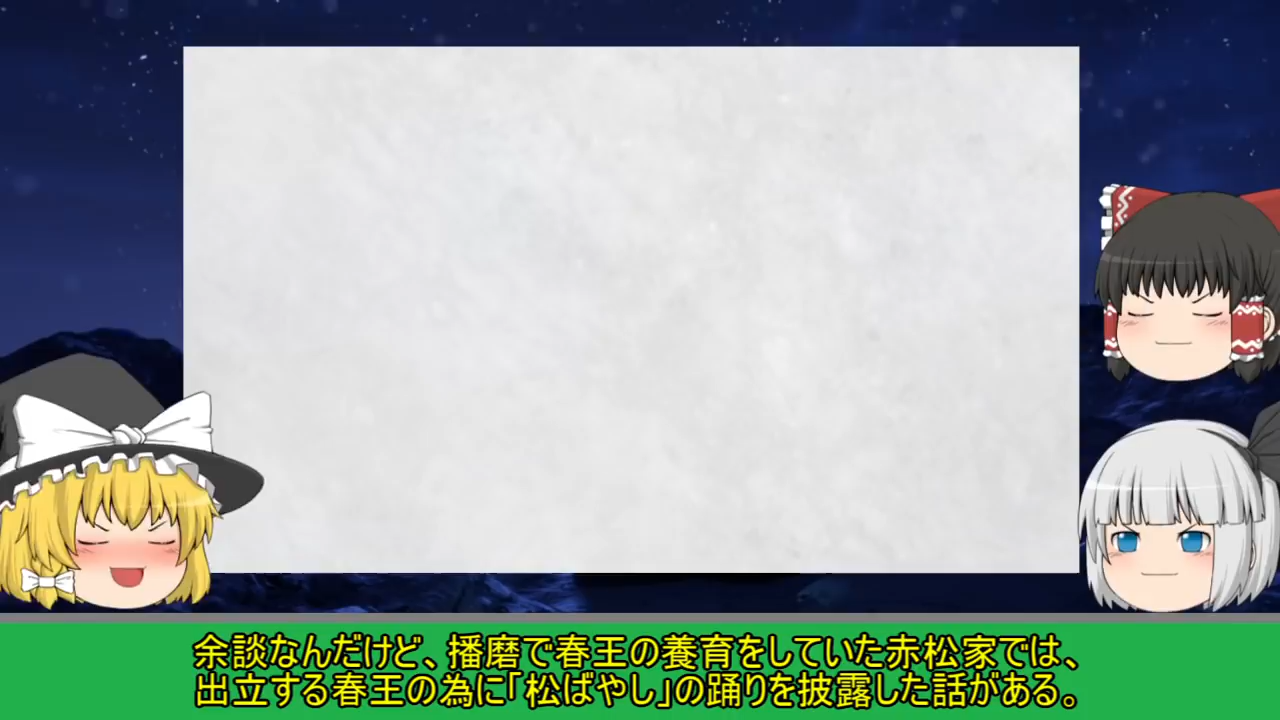 余談なんだけど、播磨で春王の養育をしていた赤松家では、
出立する春王の為に「松ばやし」の踊りを披露した話がある。